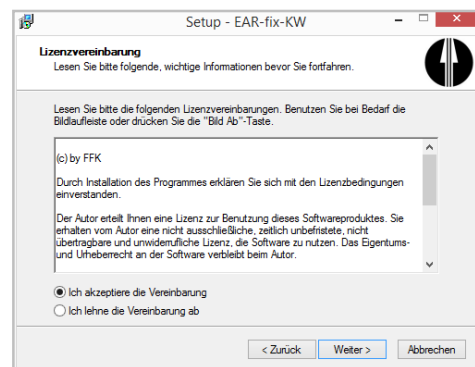 Setup - EAR-fix-KW
Lizenzvereinbarung
Lesen Sie bitte folgende, wichtige Informationen bevor Sie fortfahren.
Lesen Sie bitte die folgenden Lizenzvereinbarungen. Benutzen Sie bei Bedarf die
Bildlaufleiste oder drücken Sie die "Bild Ab"-Taste.
(c) by FFK
Durch Installation des Programmes erklären Sie sich mit den Lizenzbedingungen
einverstanden.
Der Autor erteilt Ihnen eine Lizenz zur Benutzung dieses Softwareproduktes. Sie
erhalten vom Autor eine nicht ausschließliche, zeitlich unbefristete, nicht
übertragbare und unwiderrufliche Lizenz, die Software zu nutzen. Das Eigentums-
und Urheberrecht an der Software verbleibt beim Autor.
Ich akzeptiere die Vereinbarung
Ich lehne die Vereinbarung ab
< Zurück Weiter > Abbrechen